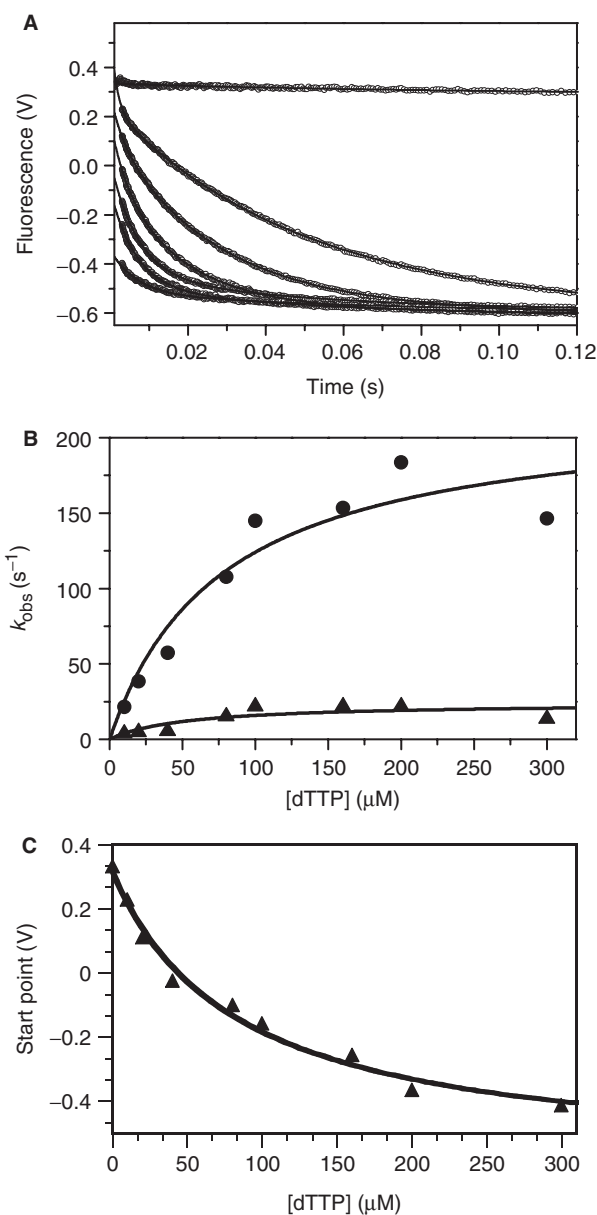 A
Fluorescence (V)
0.4
0.2
0.0
−0.2
−0.4
−0.6
0.02 0.04 0.06 0.08 0.10 0.12
Time (s)
B
kobs (s−1)
200
150
100
50
0
0 50 100 150 200 250 300
[dTTP] (μM)
C
Start point (V)
0.4
0.2
0
−0.2
−0.4
0 50 100 150 200 250 300
[dTTP] (μM)